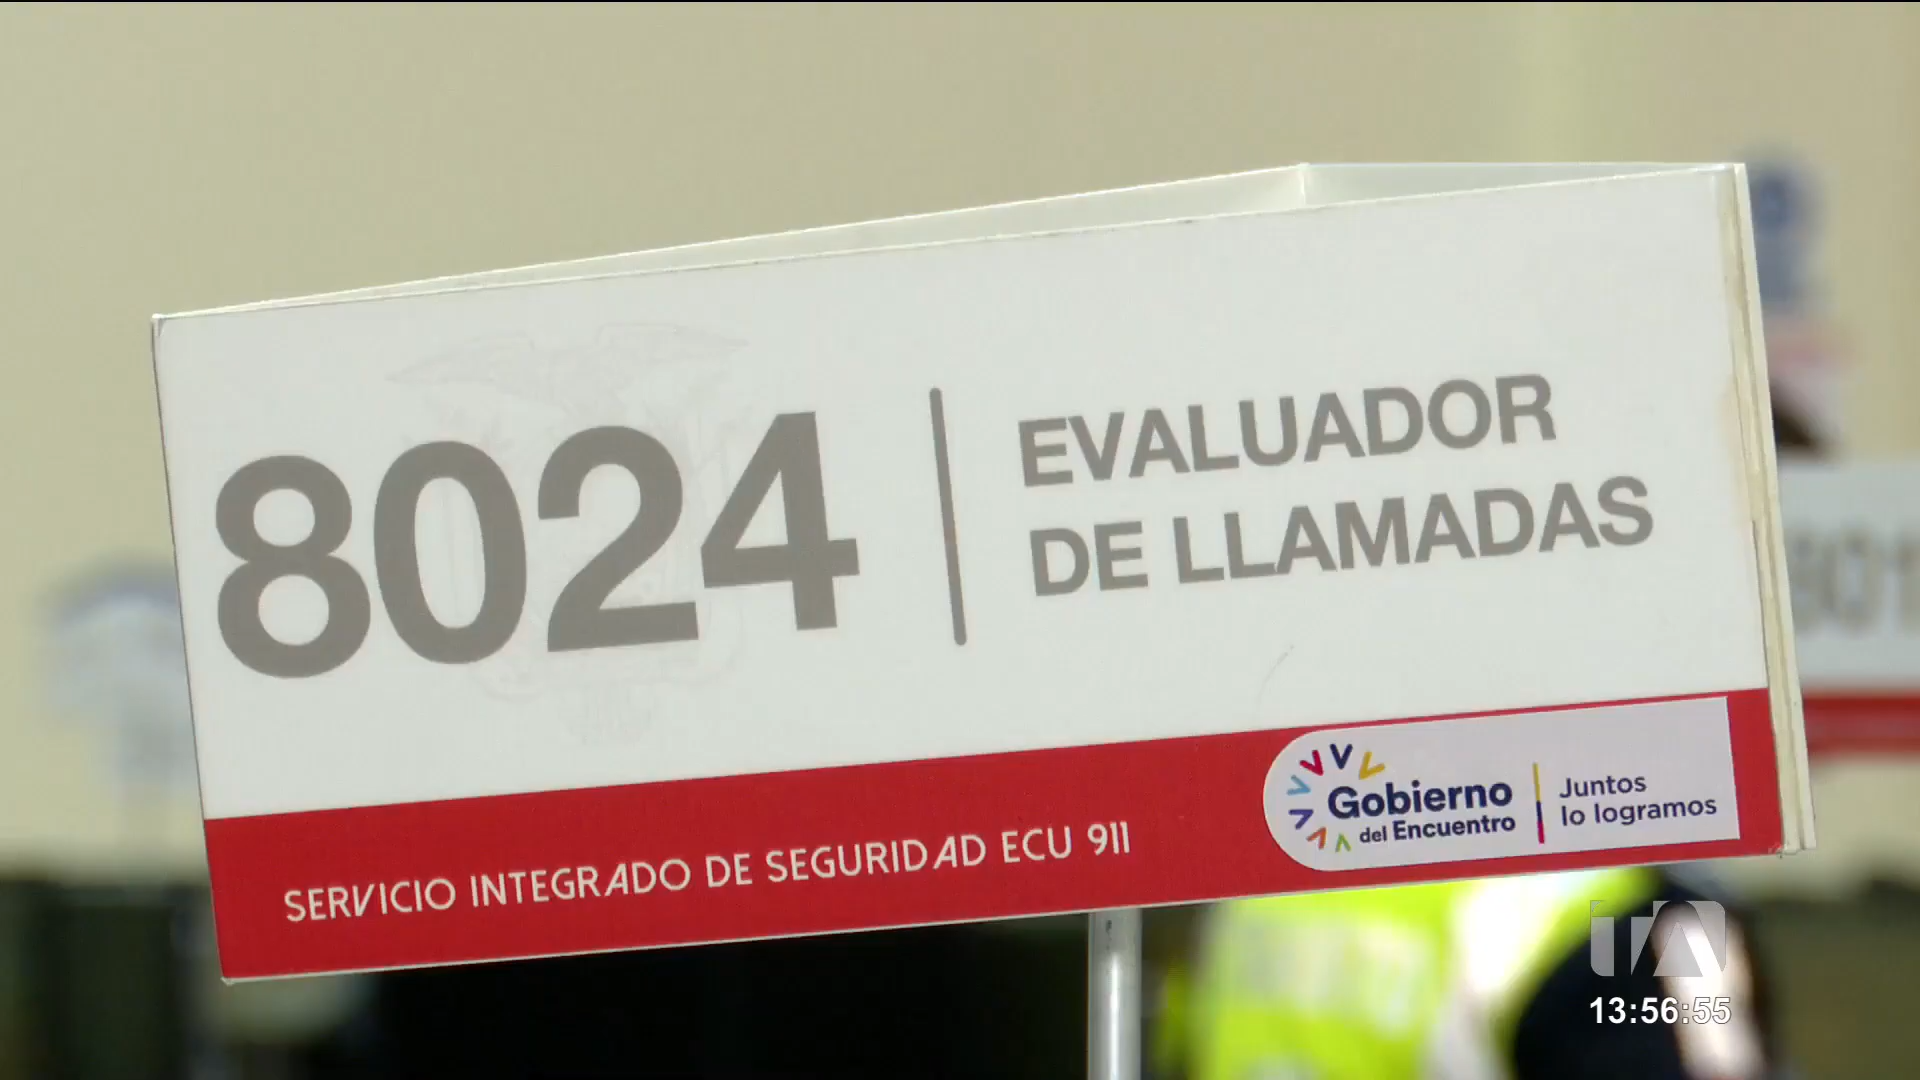 8024
EVALUADOR
DE LLAMADAS
SERVICIO INTEGRADO DE SEGURIDAD ECU 911
Gobierno
del Encuentro
Juntos
lo logramos
801
13:56:55